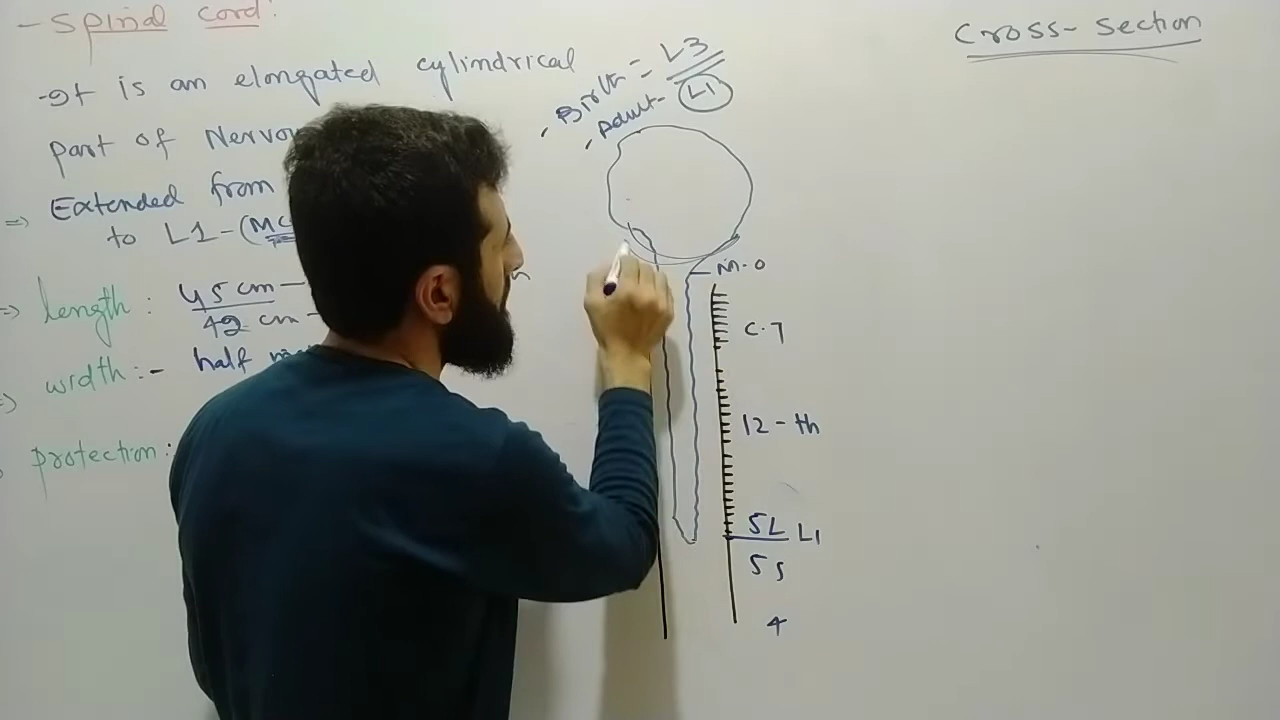 - Spinal cord:
Cross-section
-It is an elongated cylindrical
part of Nervo
=> Extended from
to L1-(MC
=> length: 45 cm-
42 cm-
=> width:- half
protection:
. Birth = L3
. Adult- L1
M.O
C.7
12-th
5L L1
5S
4